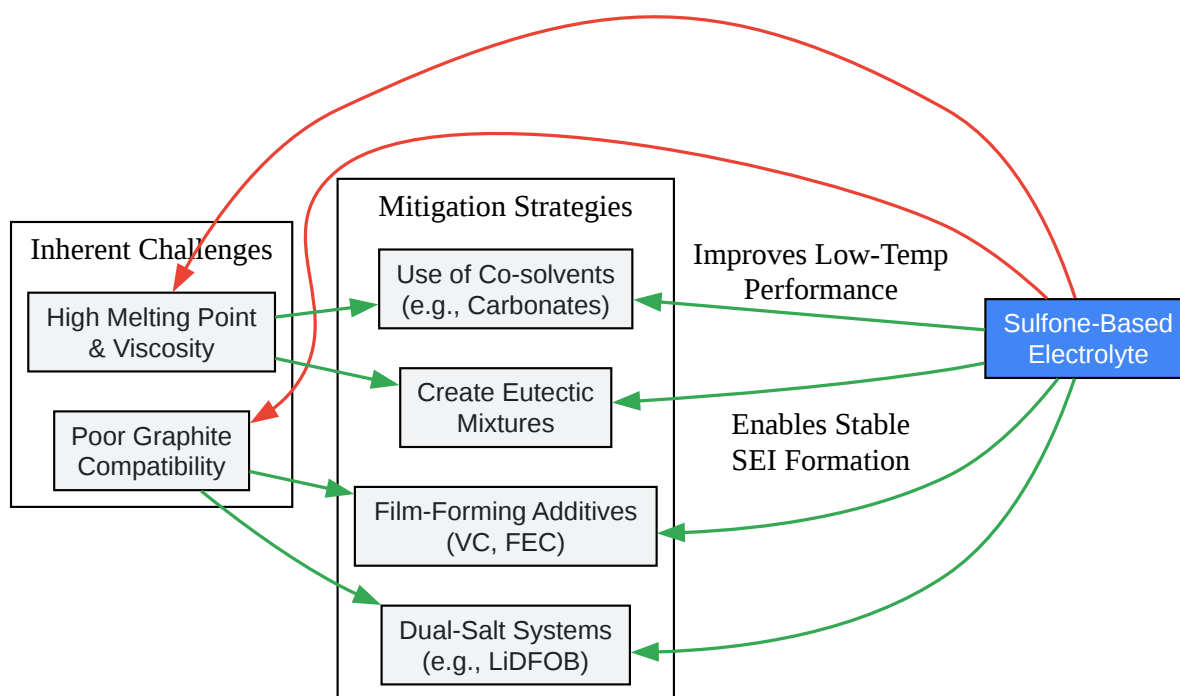 Inherent Challenges
High Melting Point
& Viscosity
Poor Graphite
Compatibility
Mitigation Strategies
Use of Co-solvents
(e.g., Carbonates)
Create Eutectic
Mixtures
Film-Forming Additives
(VC, FEC)
Dual-Salt Systems
(e.g., LiDFOB)
Improves Low-Temp
Performance
Enables Stable
SEI Formation
Sulfone-Based
Electrolyte